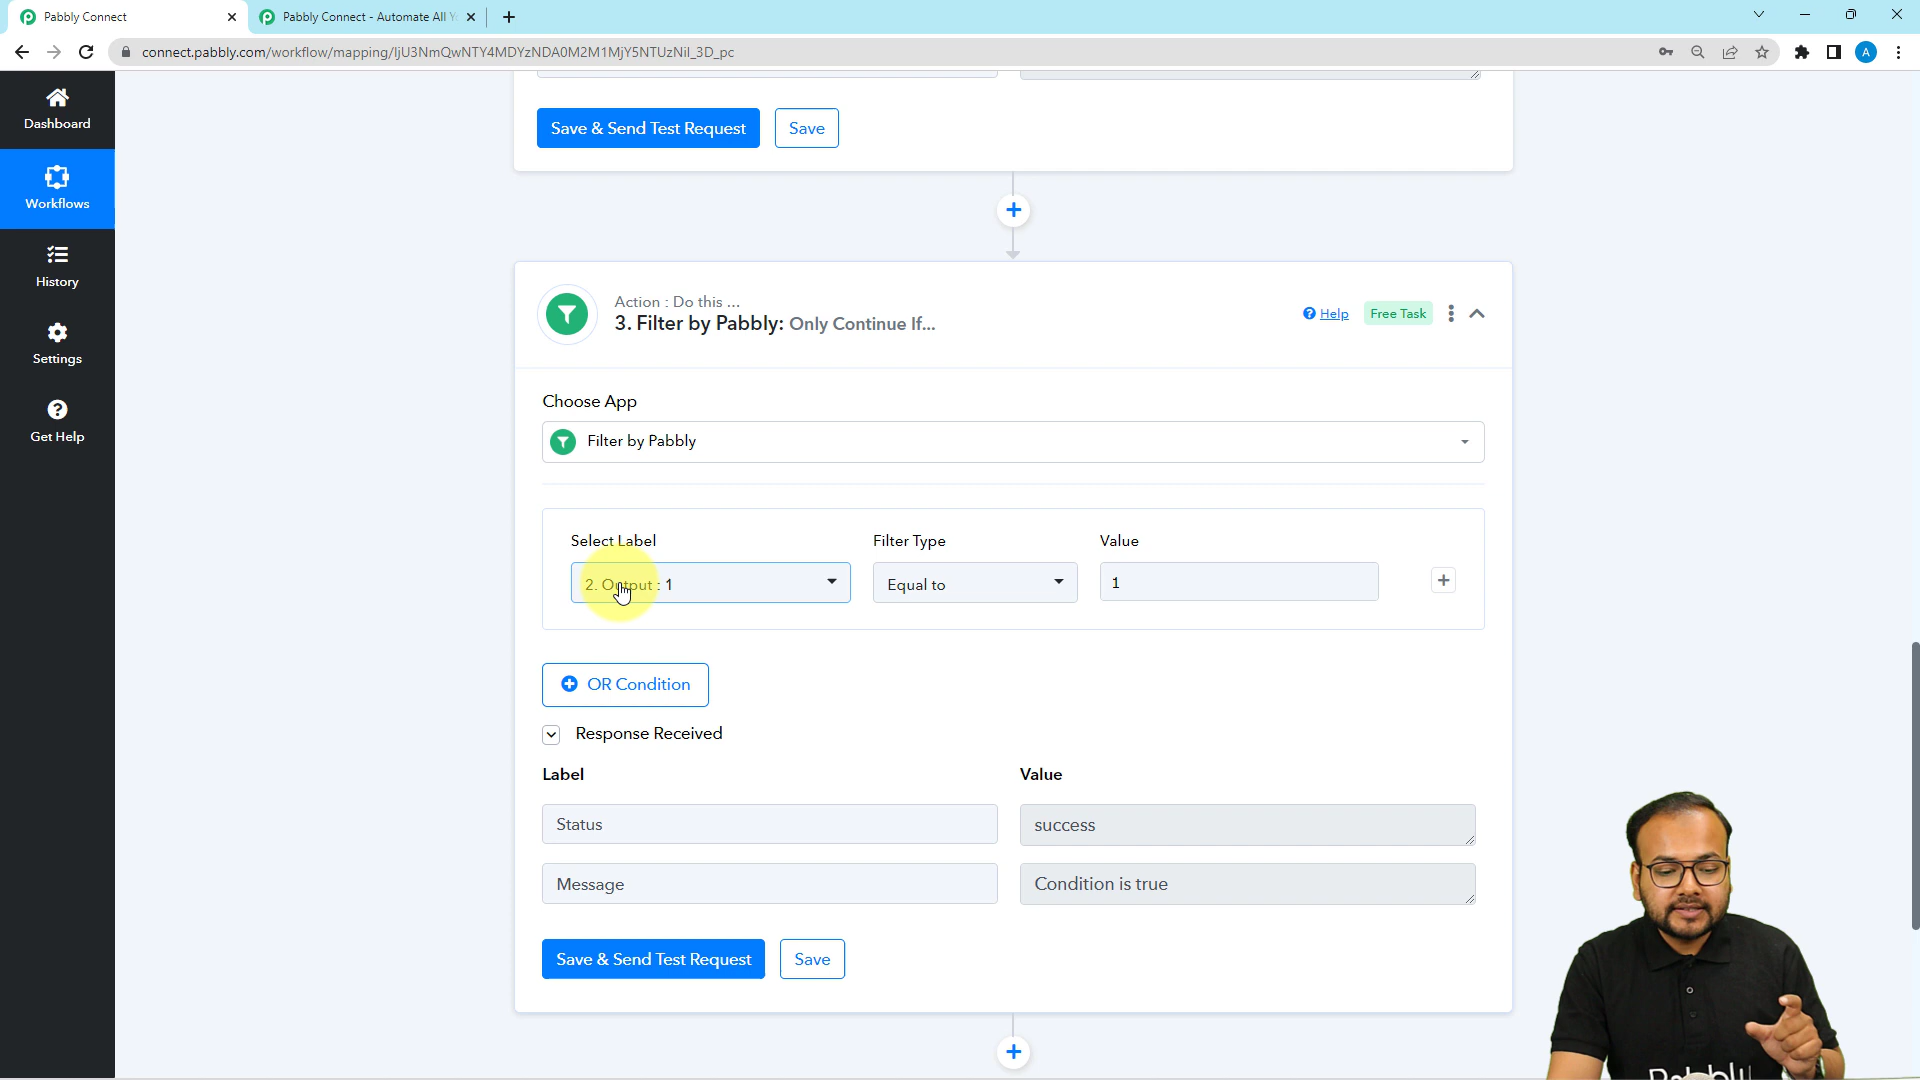 Pabbly Connect
Pabbly Connect - Automate All Y
connect.pabbly.com/workflow/mapping/IjU3NmQwNTY4MDYzNDA0M2M1MjY5NTUzNiI_3D_pc
A
Dashboard
Workflows
History
Settings
Get Help
Save & Send Test Request
Save
Action : Do this ...
3. Filter by Pabbly: Only Continue If...
Help
Free Task
Choose App
Filter by Pabbly
Select Label
Filter Type
Value
2. Output : 1
Equal to
1
OR Condition
Response Received
Label
Value
Status
success
Message
Condition is true
Save & Send Test Request
Save
Pabbly